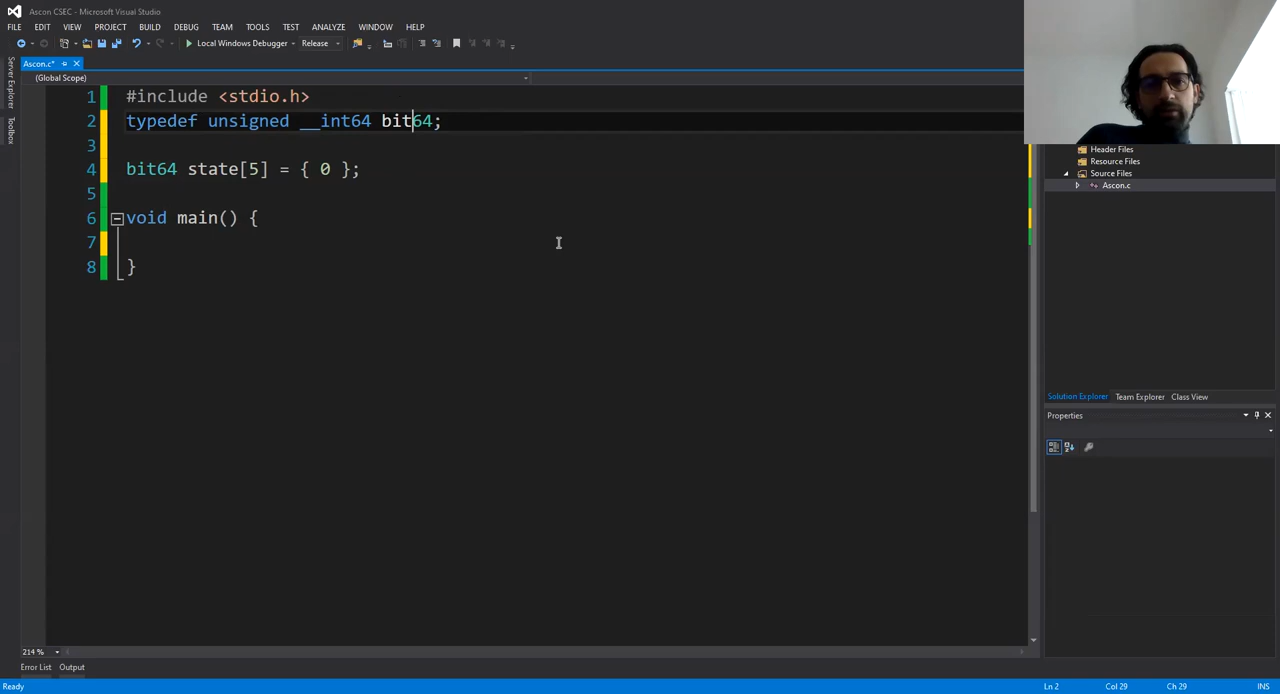 Ascon CSEC - Microsoft Visual Studio
FILE EDIT VIEW PROJECT BUILD DEBUG TEAM TOOLS TEST ANALYZE WINDOW HELP
Local Windows Debugger Release
Server Explorer
Toolbox
Ascon.c*
(Global Scope)
1 #include <stdio.h>
2 typedef unsigned __int64 bit64;
3
4 bit64 state[5] = { 0 };
5
6 void main() {
7
8 }
Header Files
Resource Files
Source Files
Ascon.c
Solution Explorer Team Explorer Class View
Properties
214 %
Error List Output
Ready Ln 2 Col 29 Ch 29 INS